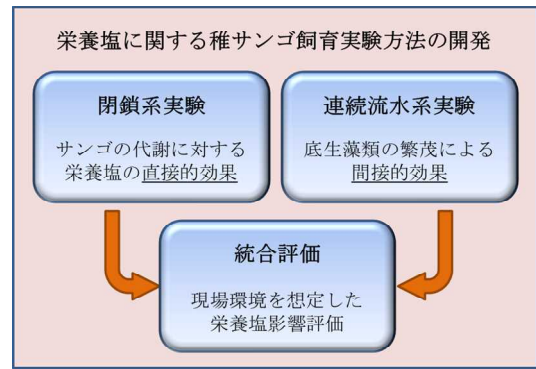 栄養塩に関する稚サンゴ飼育実験方法の開発
閉鎖系実験
サンゴの代謝に対する
栄養塩の直接的効果
連続流水系実験
底生藻類の繁茂による
間接的効果
統合評価
現場環境を想定した
栄養塩影響評価